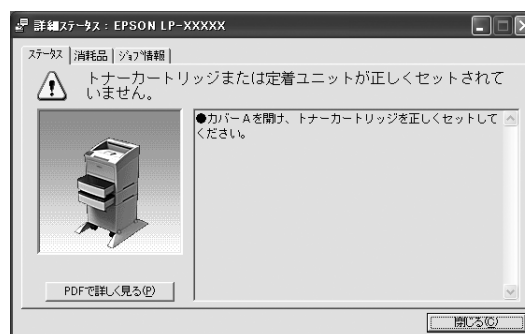 詳細ステータス : EPSON LP-XXXXX
ステータス 消耗品 ジョブ情報
トナーカートリッジまたは定着ユニットが正しくセットされて
いません。
●カバーAを開け、トナーカートリッジを正しくセットして
ください。
PDFで詳しく見る(P)
閉じる(C)